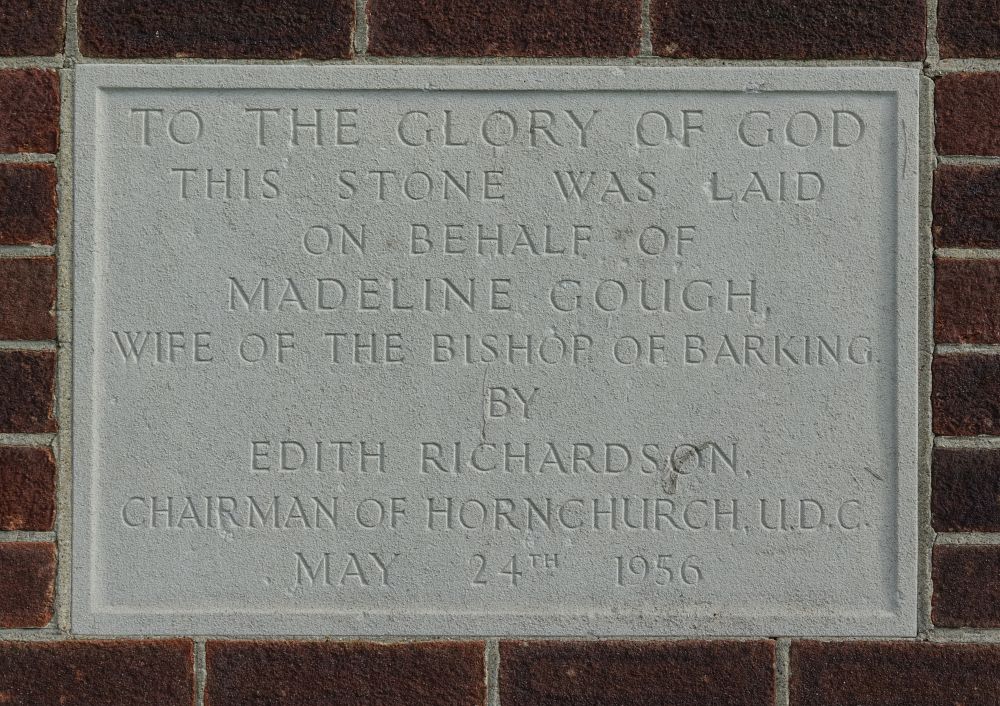 TO THE GLORY OF GOD
THIS STONE WAS LAID
ON BEHALF OF
MADELINE GOUGH,
WIFE OF THE BISHOP OF BARKING.
BY
EDITH RICHARDSON,
CHAIRMAN OF HORNCHURCH. U.D.C.
MAY 24TH 1956